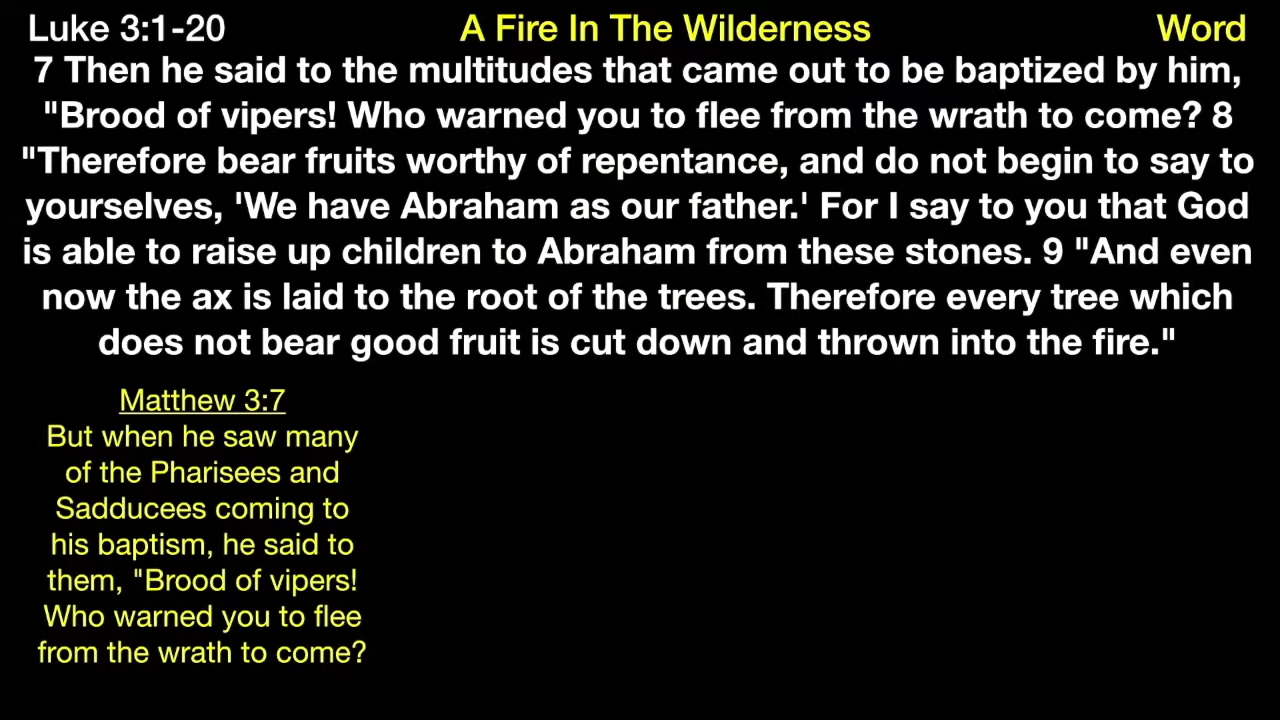 Luke 3:1-20 A Fire In The Wilderness Word
7 Then he said to the multitudes that came out to be baptized by him,
"Brood of vipers! Who warned you to flee from the wrath to come? 8
"Therefore bear fruits worthy of repentance, and do not begin to say to
yourselves, 'We have Abraham as our father.' For I say to you that God
is able to raise up children to Abraham from these stones. 9 "And even
now the ax is laid to the root of the trees. Therefore every tree which
does not bear good fruit is cut down and thrown into the fire."
Matthew 3:7
But when he saw many
of the Pharisees and
Sadducees coming to
his baptism, he said to
them, "Brood of vipers!
Who warned you to flee
from the wrath to come?